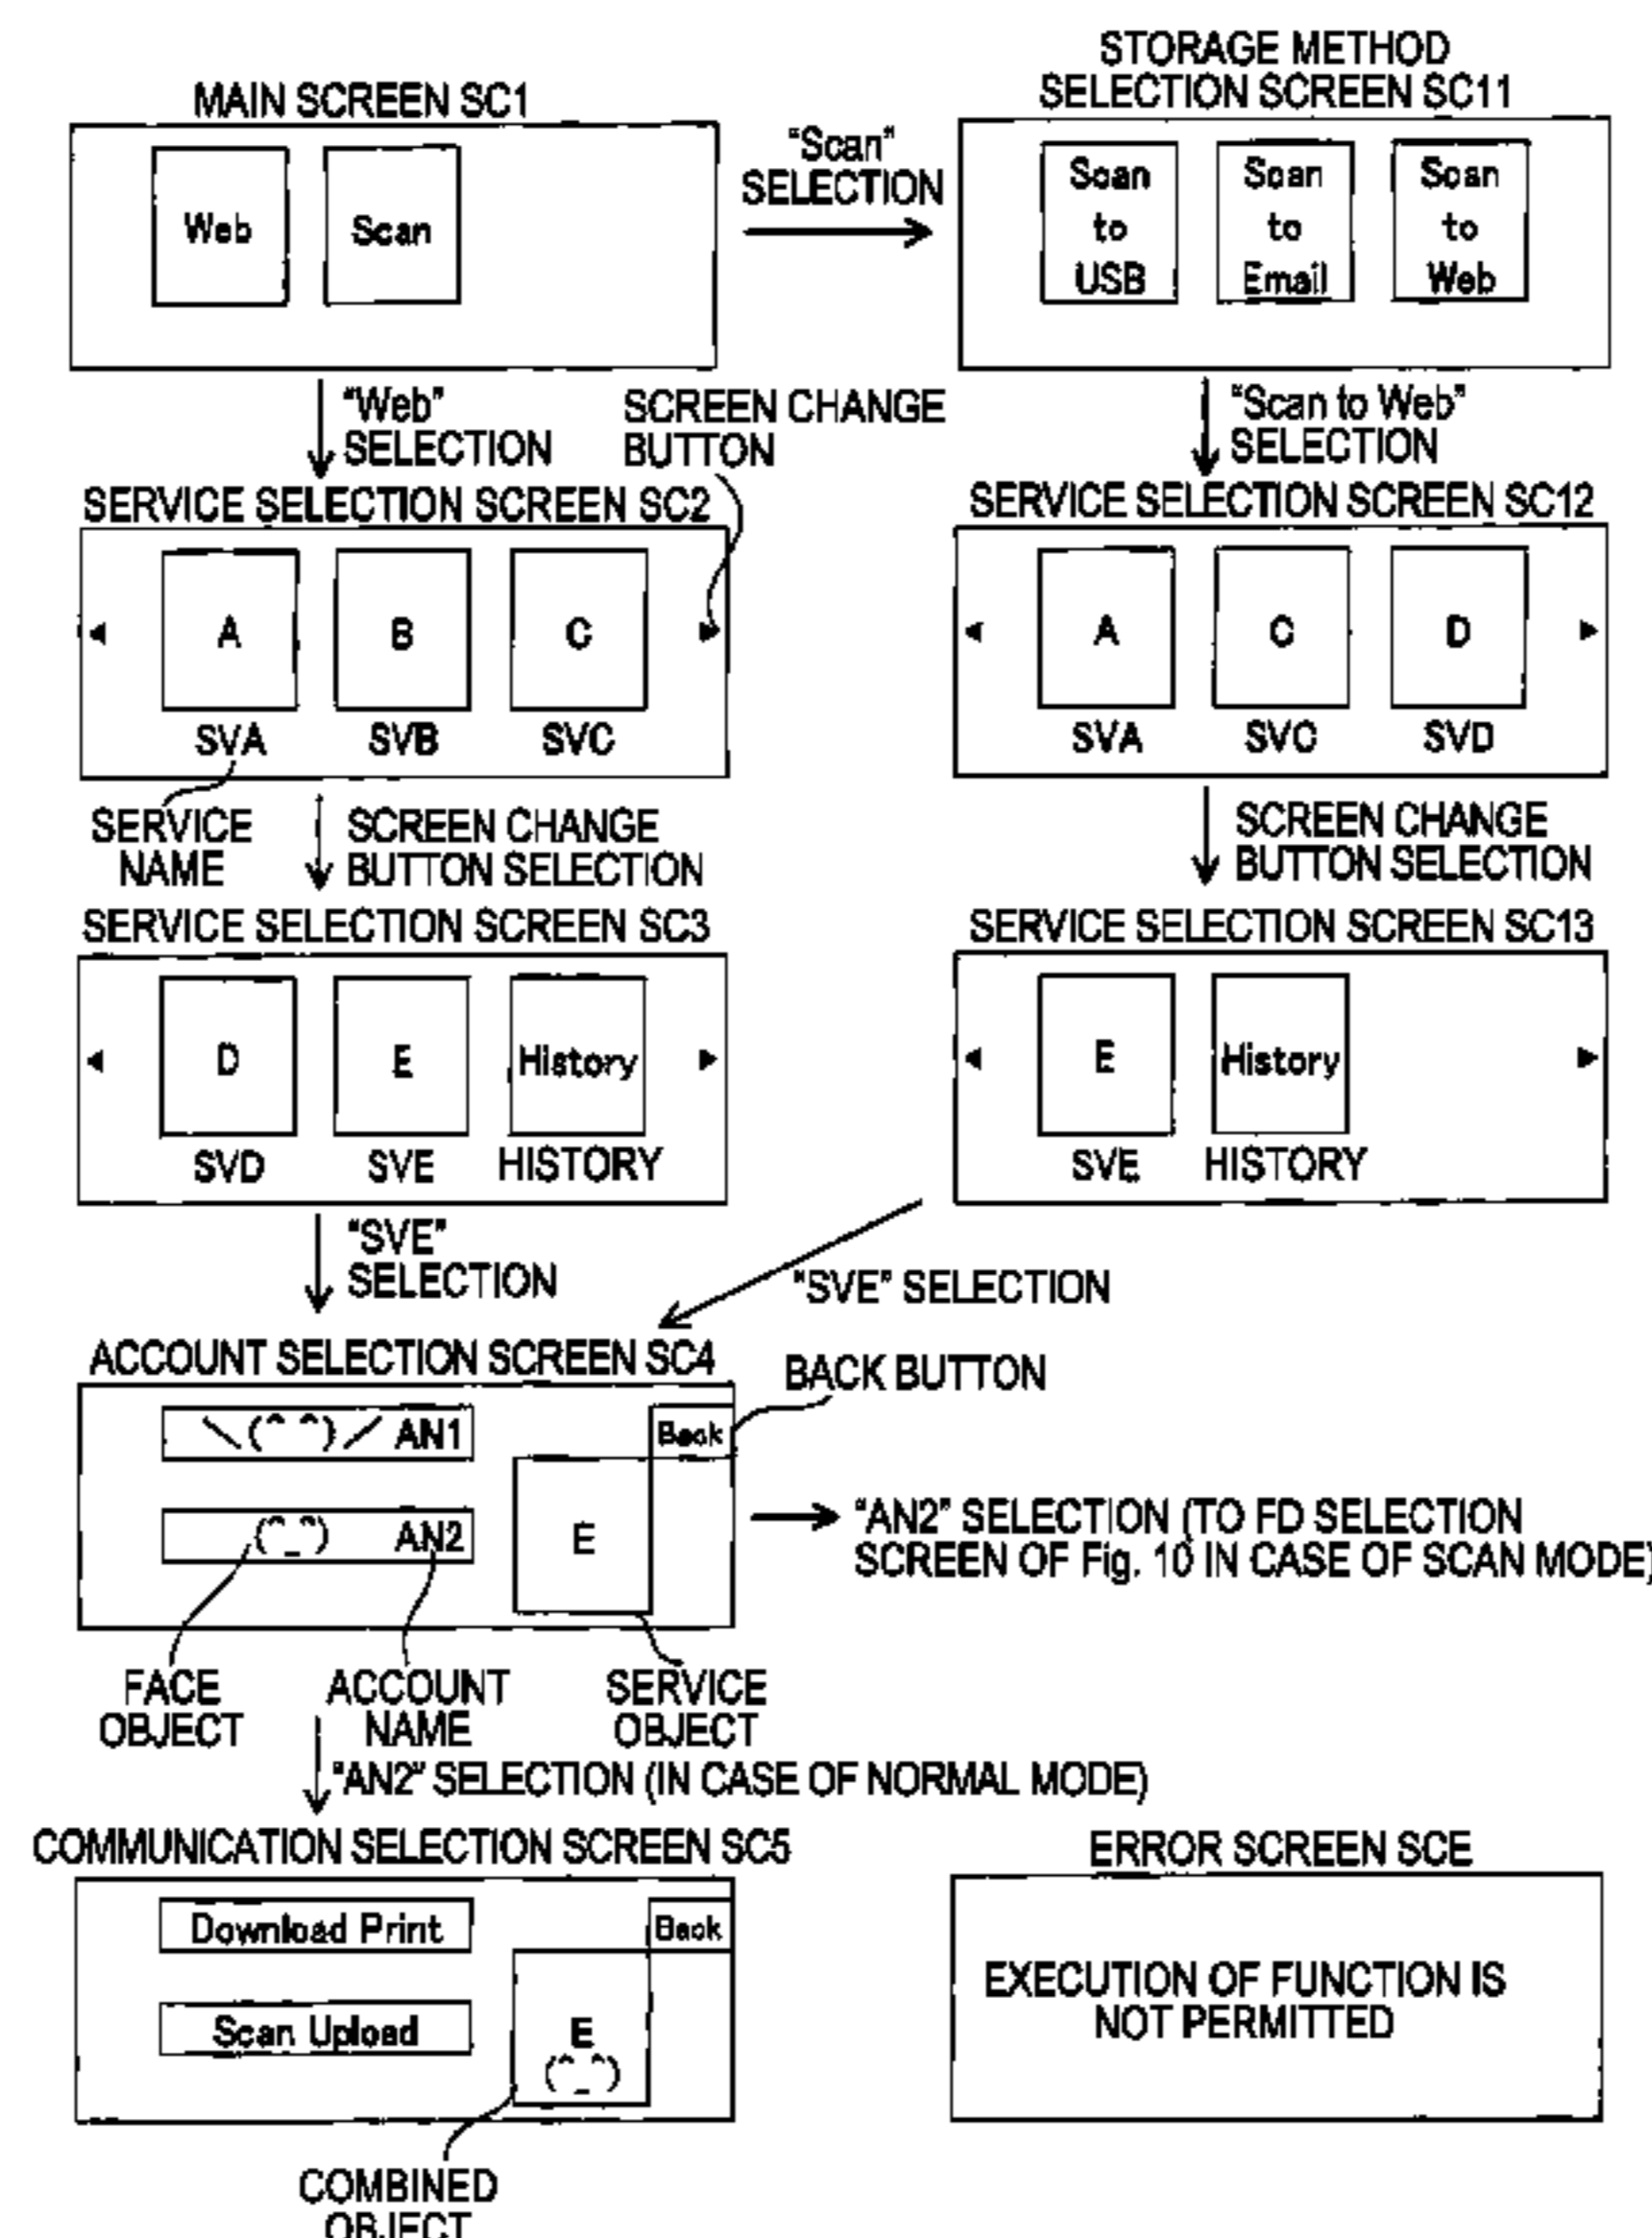 MAIN SCREEN SC1
Web
Scan
"Scan"
SELECTION
STORAGE METHOD
SELECTION SCREEN SC11
Scan
to
USB
Scan
to
Email
Scan
to
Web
"Web"
SELECTION
SCREEN CHANGE
BUTTON
"Scan to Web"
SELECTION
SERVICE SELECTION SCREEN SC2
◀
A
B
C
▶
SVA
SVB
SVC
SERVICE
NAME
SERVICE SELECTION SCREEN SC12
◀
A
C
D
▶
SVA
SVC
SVD
SCREEN CHANGE
BUTTON SELECTION
SCREEN CHANGE
BUTTON SELECTION
SERVICE SELECTION SCREEN SC3
◀
D
E
History
▶
SVD
SVE
HISTORY
SERVICE SELECTION SCREEN SC13
◀
E
History
▶
SVE
HISTORY
"SVE"
SELECTION
"SVE" SELECTION
ACCOUNT SELECTION SCREEN SC4
BACK BUTTON
\(^ ^)/ AN1
Back
(^_^) AN2
E
"AN2" SELECTION (TO FD SELECTION
SCREEN OF Fig. 10 IN CASE OF SCAN MODE)
FACE
OBJECT
ACCOUNT
NAME
SERVICE
OBJECT
"AN2" SELECTION (IN CASE OF NORMAL MODE)
COMMUNICATION SELECTION SCREEN SC5
Download Print
Back
Scan Upload
E
(^_^)
COMBINED
OBJECT
ERROR SCREEN SCE
EXECUTION OF FUNCTION IS
NOT PERMITTED